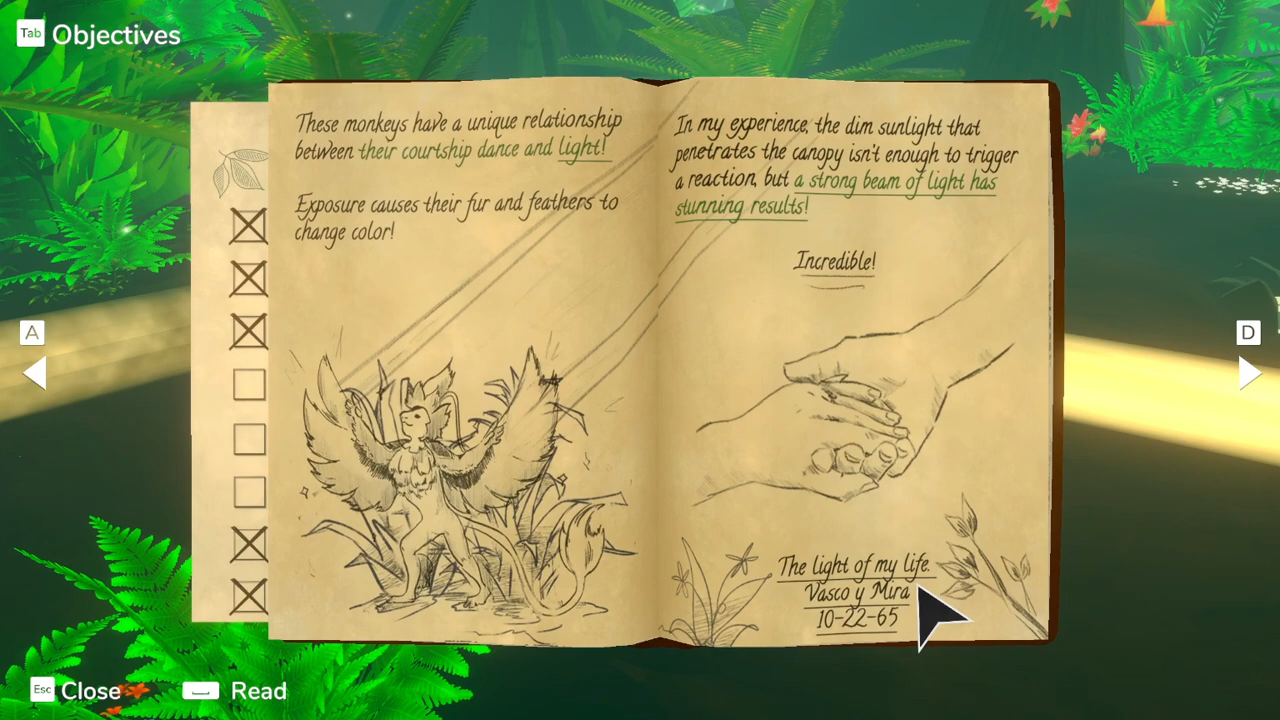 Tab Objectives
These monkeys have a unique relationship
between their courtship dance and light!
Exposure causes their fur and feathers to
change color!
In my experience, the dim sunlight that
penetrates the canopy isn't enough to trigger
a reaction, but a strong beam of light has
stunning results!
Incredible!
The light of my life.
Vasco y Mira
10-22-65
A
D
Esc Close
Read